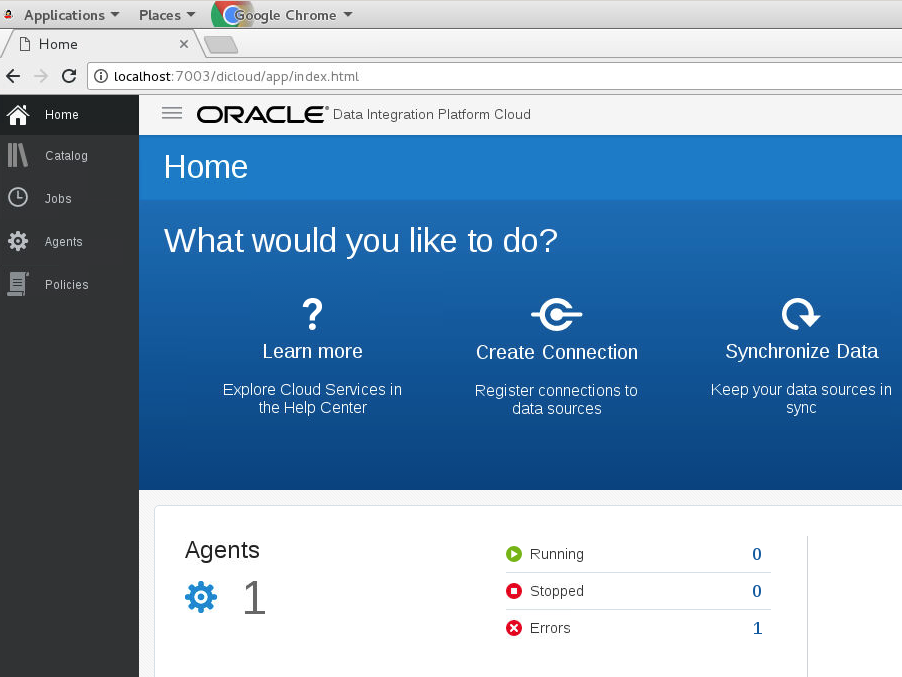 Applications Places Google Chrome
Home
localhost:7003/dicloud/app/index.html
Home
Catalog
Jobs
Agents
Policies
ORACLE® Data Integration Platform Cloud
Home
What would you like to do?
?
Learn more
Explore Cloud Services in
the Help Center
Create Connection
Register connections to
data sources
Synchronize Data
Keep your data sources in
sync
Agents
1
Running 0
Stopped 0
Errors 1